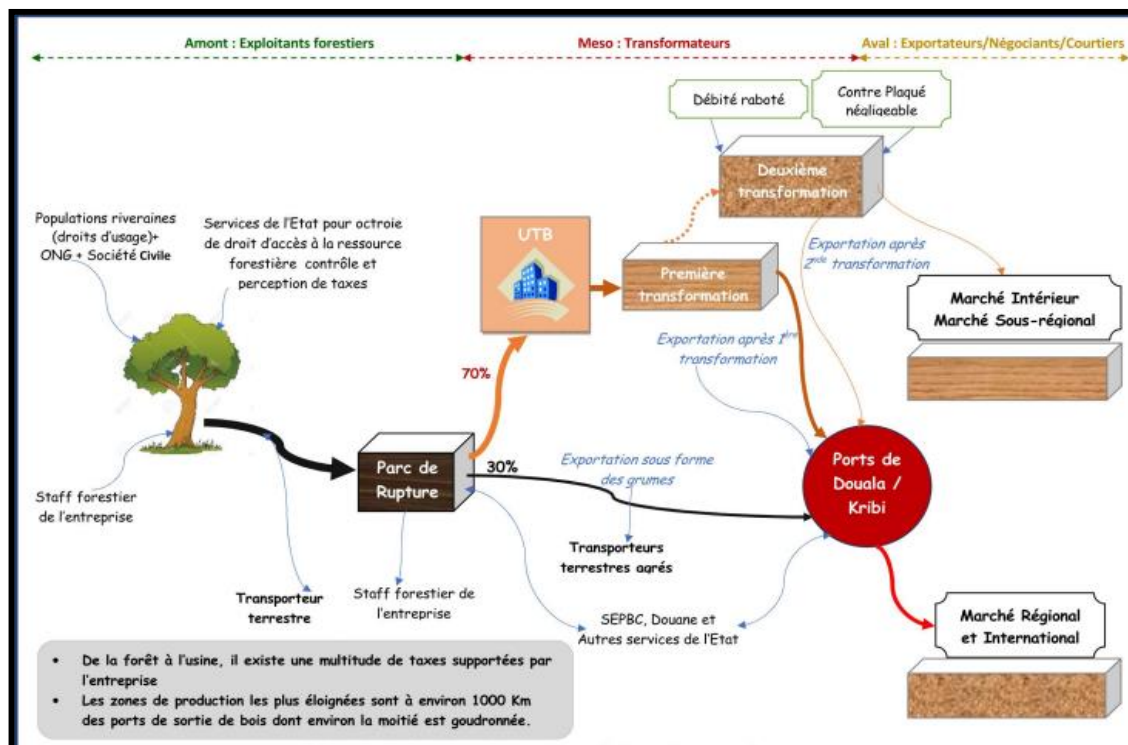 Amont : Exploitants forestiers
Meso : Transformateurs
Aval : Exportateurs/Négociants/Courtiers
Débité raboté
Contre Plaqué
négligeable
Deuxième
transformation
Populations riveraines
(droits d'usage)+
ONG + Société Civile
Services de l'Etat pour octroie
de droit d'accès à la ressource
forestière contrôle et
perception de taxes
UTB
Première
transformation
Exportation après
2nde transformation
Marché Intérieur
Marché Sous-régional
Exportation après 1ère
transformation
70%
30%
Parc de
Rupture
Exportation sous forme
des grumes
Ports de
Douala /
Kribi
Staff forestier
de l'entreprise
Transporteur
terrestre
Staff forestier de
l'entreprise
Transporteurs
terrestres agrés
SEPBC, Douane et
Autres services de l'Etat
Marché Régional
et International
• De la forêt à l'usine, il existe une multitude de taxes supportées par
l'entreprise
• Les zones de production les plus éloignées sont à environ 1000 Km
des ports de sortie de bois dont environ la moitié est goudronnée.